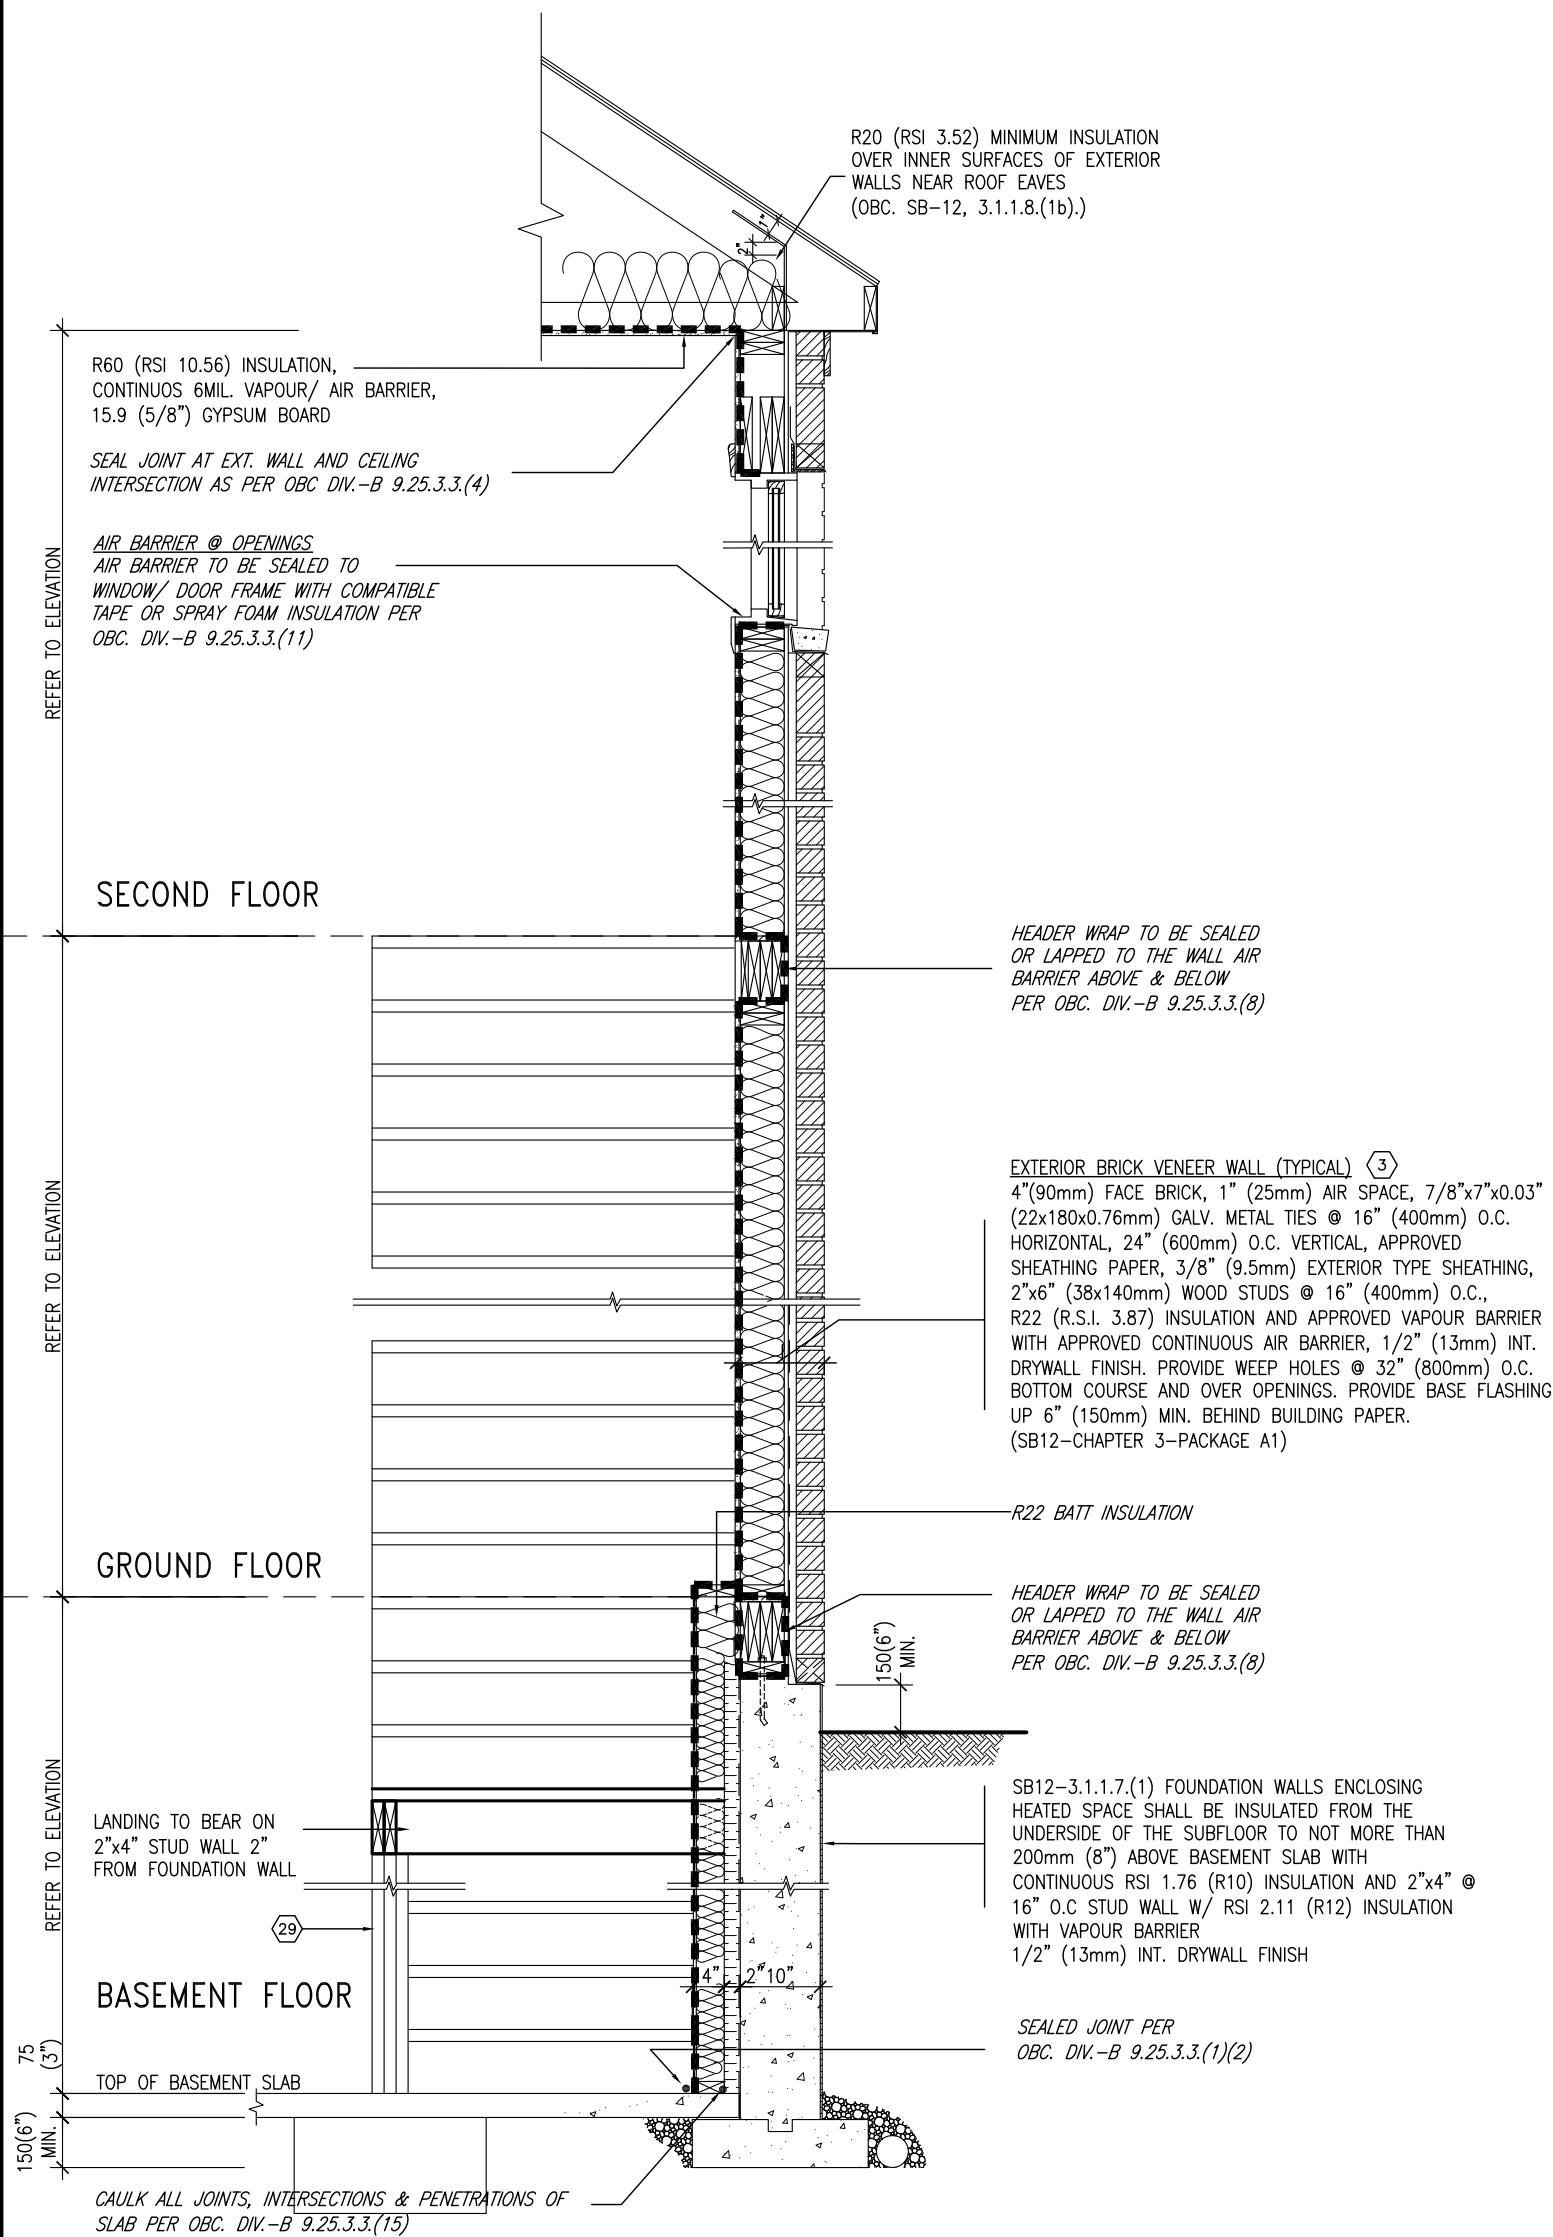 R20 (RSI 3.52) MINIMUM INSULATION
OVER INNER SURFACES OF EXTERIOR
WALLS NEAR ROOF EAVES
(OBC. SB-12, 3.1.1.8.(1b).)
1"
2"
R60 (RSI 10.56) INSULATION,
CONTINUOS 6MIL. VAPOUR/ AIR BARRIER,
15.9 (5/8") GYPSUM BOARD
SEAL JOINT AT EXT. WALL AND CEILING
INTERSECTION AS PER OBC DIV.-B 9.25.3.3.(4)
AIR BARRIER @ OPENINGS
AIR BARRIER TO BE SEALED TO
WINDOW/ DOOR FRAME WITH COMPATIBLE
TAPE OR SPRAY FOAM INSULATION PER
OBC. DIV.-B 9.25.3.3.(11)
REFER TO ELEVATION
SECOND FLOOR
HEADER WRAP TO BE SEALED
OR LAPPED TO THE WALL AIR
BARRIER ABOVE & BELOW
PER OBC. DIV.-B 9.25.3.3.(8)
REFER TO ELEVATION
EXTERIOR BRICK VENEER WALL (TYPICAL) 3
4"(90mm) FACE BRICK, 1" (25mm) AIR SPACE, 7/8"x7"x0.03"
(22x180x0.76mm) GALV. METAL TIES @ 16" (400mm) O.C.
HORIZONTAL, 24" (600mm) O.C. VERTICAL, APPROVED
SHEATHING PAPER, 3/8" (9.5mm) EXTERIOR TYPE SHEATHING,
2"x6" (38x140mm) WOOD STUDS @ 16" (400mm) O.C.,
R22 (R.S.I. 3.87) INSULATION AND APPROVED VAPOUR BARRIER
WITH APPROVED CONTINUOUS AIR BARRIER, 1/2" (13mm) INT.
DRYWALL FINISH. PROVIDE WEEP HOLES @ 32" (800mm) O.C.
BOTTOM COURSE AND OVER OPENINGS. PROVIDE BASE FLASHING
UP 6" (150mm) MIN. BEHIND BUILDING PAPER.
(SB12-CHAPTER 3-PACKAGE A1)
R22 BATT INSULATION
GROUND FLOOR
HEADER WRAP TO BE SEALED
OR LAPPED TO THE WALL AIR
BARRIER ABOVE & BELOW
PER OBC. DIV.-B 9.25.3.3.(8)
150(6")
MIN.
REFER TO ELEVATION
LANDING TO BEAR ON
2"x4" STUD WALL 2"
FROM FOUNDATION WALL
29
SB12-3.1.1.7.(1) FOUNDATION WALLS ENCLOSING
HEATED SPACE SHALL BE INSULATED FROM THE
UNDERSIDE OF THE SUBFLOOR TO NOT MORE THAN
200mm (8") ABOVE BASEMENT SLAB WITH
CONTINUOUS RSI 1.76 (R10) INSULATION AND 2"x4" @
16" O.C STUD WALL W/ RSI 2.11 (R12) INSULATION
WITH VAPOUR BARRIER
1/2" (13mm) INT. DRYWALL FINISH
4" 2" 10"
BASEMENT FLOOR
SEALED JOINT PER
OBC. DIV.-B 9.25.3.3.(1)(2)
75
(3")
TOP OF BASEMENT SLAB
150(6")
MIN.
CAULK ALL JOINTS, INTERSECTIONS & PENETRATIONS OF
SLAB PER OBC. DIV.-B 9.25.3.3.(15)